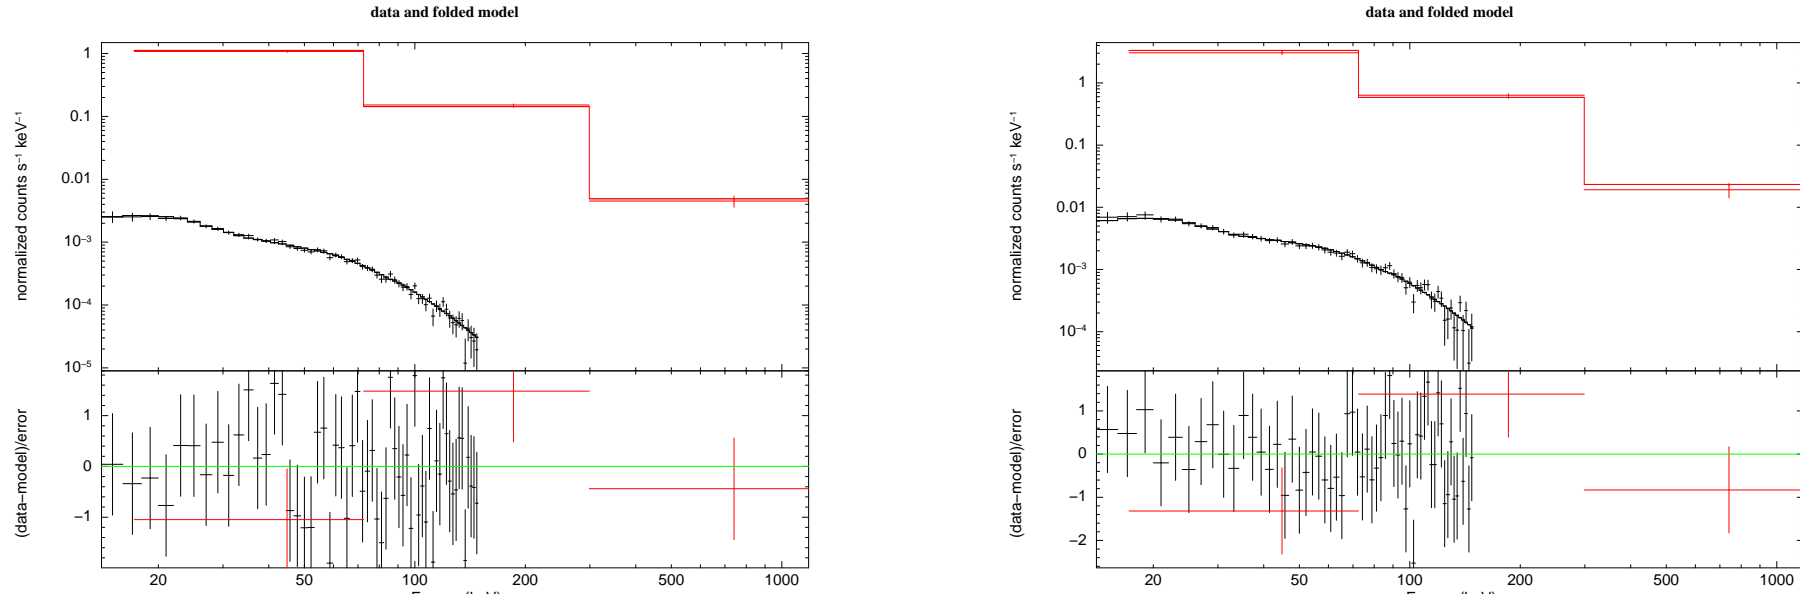 data and folded model
normalized counts s⁻¹ keV⁻¹
1
0.1
0.01
10⁻³
10⁻⁴
10⁻⁵
(data−model)/error
1
0
−1
20 50 100 200 500 1000
data and folded model
normalized counts s⁻¹ keV⁻¹
1
0.1
0.01
10⁻³
10⁻⁴
(data−model)/error
1
0
−1
−2
20 50 100 200 500 1000